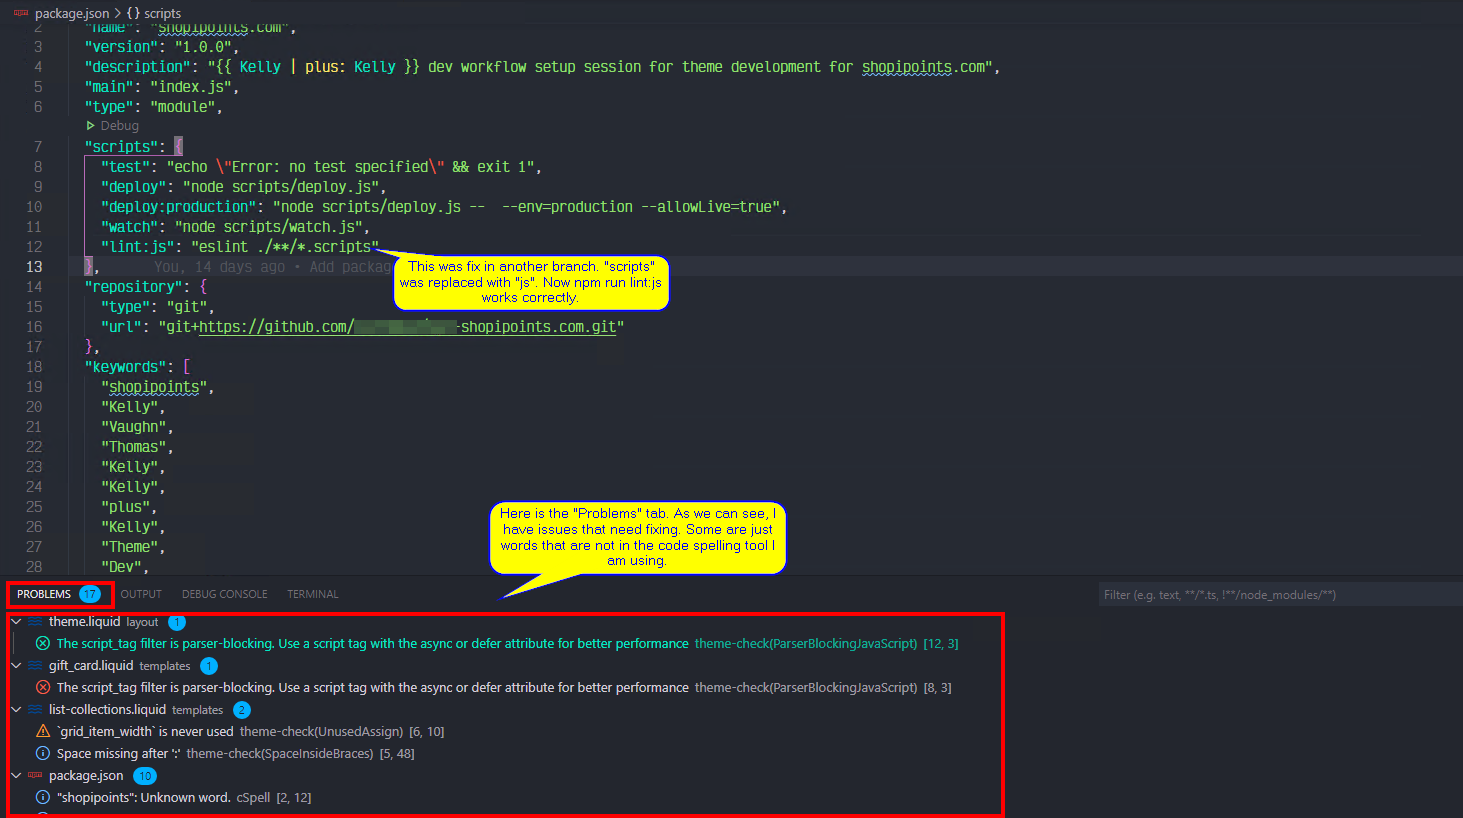 package.json > {} scripts
2 "name": "shopipoints.com",
3 "version": "1.0.0",
4 "description": "{{ Kelly | plus: Kelly }} dev workflow setup session for theme development for shopipoints.com",
5 "main": "index.js",
6 "type": "module",
Debug
7 "scripts": {
8 "test": "echo \"Error: no test specified\" && exit 1",
9 "deploy": "node scripts/deploy.js",
10 "deploy:production": "node scripts/deploy.js --  --env=production --allowLive=true",
11 "watch": "node scripts/watch.js",
12 "lint:js": "eslint ./**/*.scripts"
13 }, You, 14 days ago • Add packag
This was fix in another branch. "scripts"
was replaced with "js". Now npm run lint:js
works correctly.
14 "repository": {
15 "type": "git",
16 "url": "git+https://github.com/ -shopipoints.com.git"
17 },
18 "keywords": [
19 "shopipoints",
20 "Kelly",
21 "Vaughn",
22 "Thomas",
23 "Kelly",
24 "Kelly",
25 "plus",
26 "Kelly",
27 "Theme",
28 "Dev",
Here is the "Problems" tab. As we can see, I
have issues that need fixing. Some are just
words that are not in the code spelling tool I
am using.
PROBLEMS 17 OUTPUT DEBUG CONSOLE TERMINAL Filter (e.g. text, **/*.ts, !**/node_modules/**)
theme.liquid layout 1
The script_tag filter is parser-blocking. Use a script tag with the async or defer attribute for better performance theme-check(ParserBlockingJavaScript) [12, 3]
gift_card.liquid templates 1
The script_tag filter is parser-blocking. Use a script tag with the async or defer attribute for better performance theme-check(ParserBlockingJavaScript) [8, 3]
list-collections.liquid templates 2
`grid_item_width` is never used theme-check(UnusedAssign) [6, 10]
Space missing after ':' theme-check(SpaceInsideBraces) [5, 48]
package.json 10
"shopipoints": Unknown word. cSpell [2, 12]